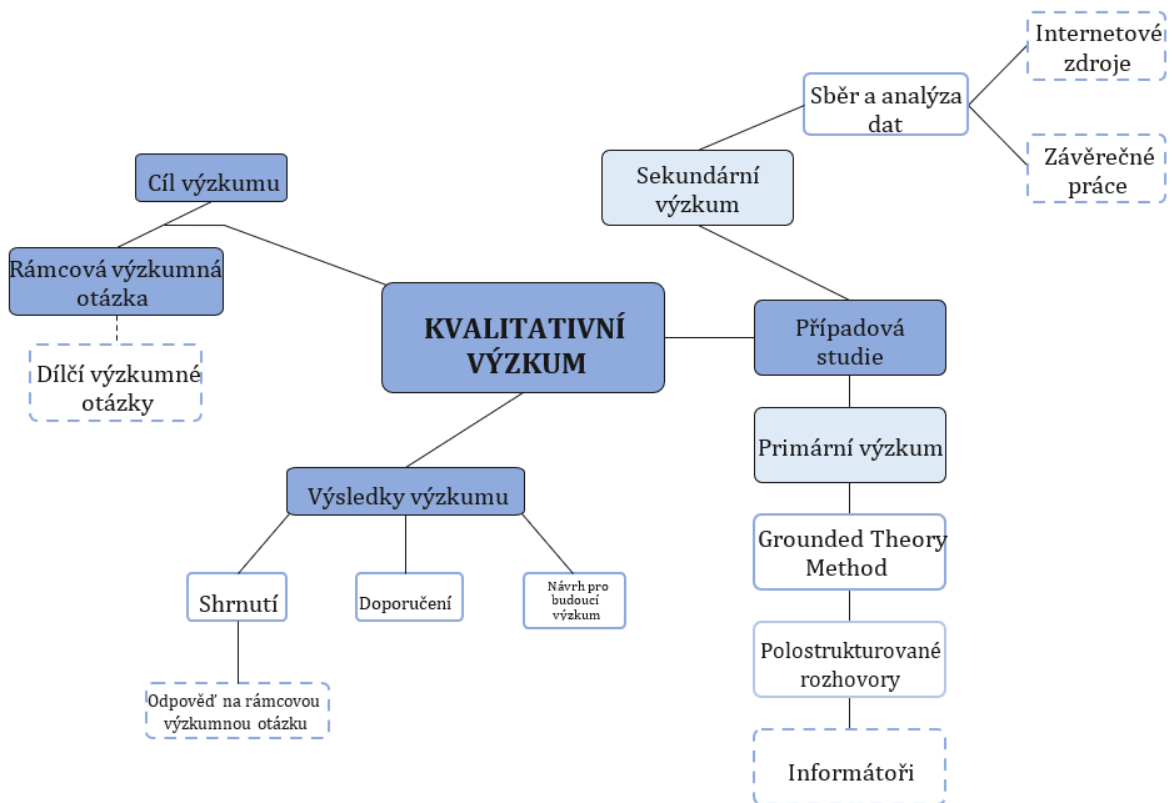 Internetové
zdroje
Sběr a analýza
dat
Závěrečné
práce
Sekundární
výzkum
Cíl výzkumu
Rámcová výzkumná
otázka
Dílčí výzkumné
otázky
KVALITATIVNÍ
VÝZKUM
Případová
studie
Primární výzkum
Grounded Theory
Method
Polostrukturované
rozhovory
Informátoři
Výsledky výzkumu
Shrnutí
Doporučení
Návrh pro
budoucí
výzkum
Odpověď na rámcovou
výzkumnou otázku